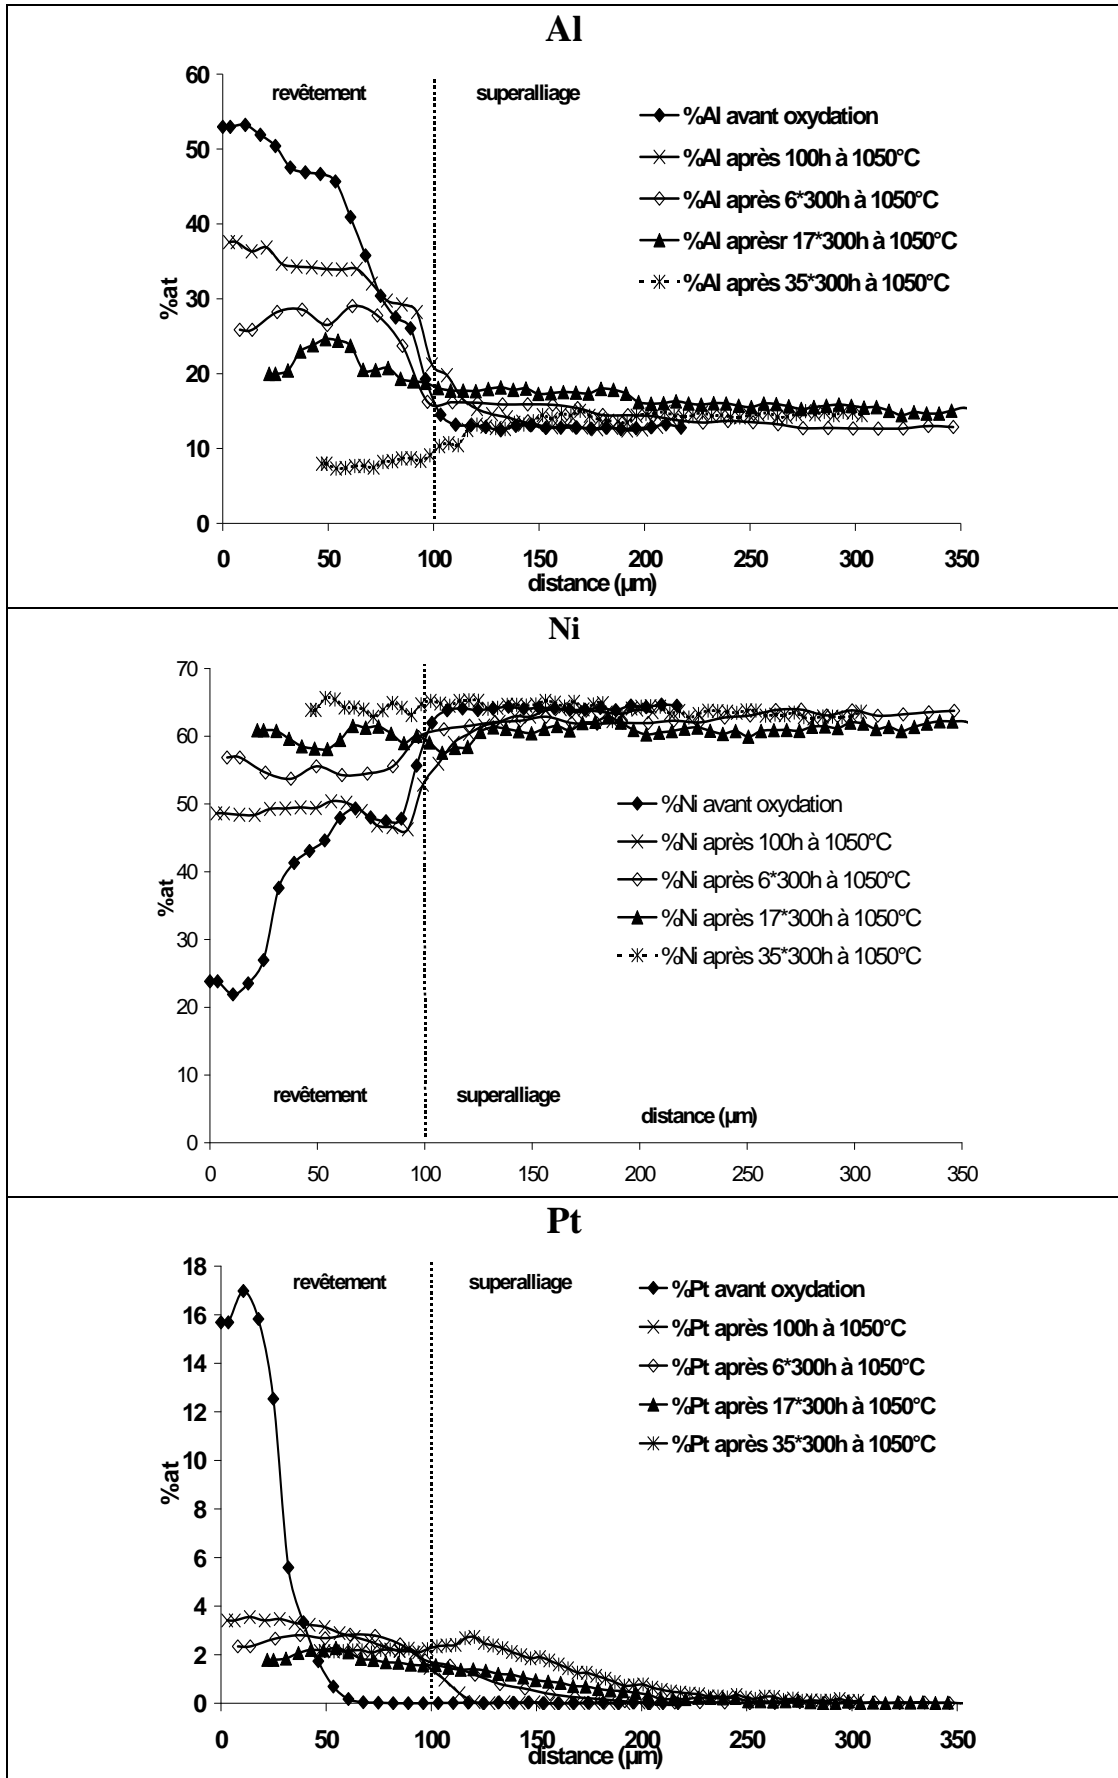 Al
60
50
40
30
20
10
0
%at
revêtement
superalliage
%Al avant oxydation
%Al après 100h à 1050°C
%Al après 6*300h à 1050°C
%Al aprèsr 17*300h à 1050°C
%Al après 35*300h à 1050°C
0 50 100 150 200 250 300 350
distance (µm)
Ni
70
60
50
40
30
20
10
0
%at
%Ni avant oxydation
%Ni après 100h à 1050°C
%Ni après 6*300h à 1050°C
%Ni après 17*300h à 1050°C
%Ni après 35*300h à 1050°C
revêtement
superalliage
distance (µm)
0 50 100 150 200 250 300 350
Pt
18
16
14
12
10
8
6
4
2
0
%at
revêtement
superalliage
%Pt avant oxydation
%Pt après 100h à 1050°C
%Pt après 6*300h à 1050°C
%Pt après 17*300h à 1050°C
%Pt après 35*300h à 1050°C
0 50 100 150 200 250 300 350
distance (µm)